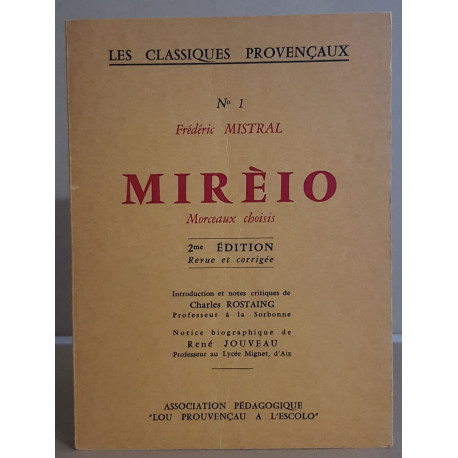 LES CLASSIQUES PROVENÇAUX
No 1
Frédéric MISTRAL
MIRÈIO
Morceaux choisis
2me ÉDITION
Revue et corrigée
Introduction et notes critiques de
Charles ROSTAING
Professeur à la Sorbonne
Notice biographique de
René JOUVEAU
Professeur au Lycée Mignet, d'Aix
ASSOCIATION PÉDAGOGIQUE
"LOU PROUVENÇAU A L'ESCOLO"